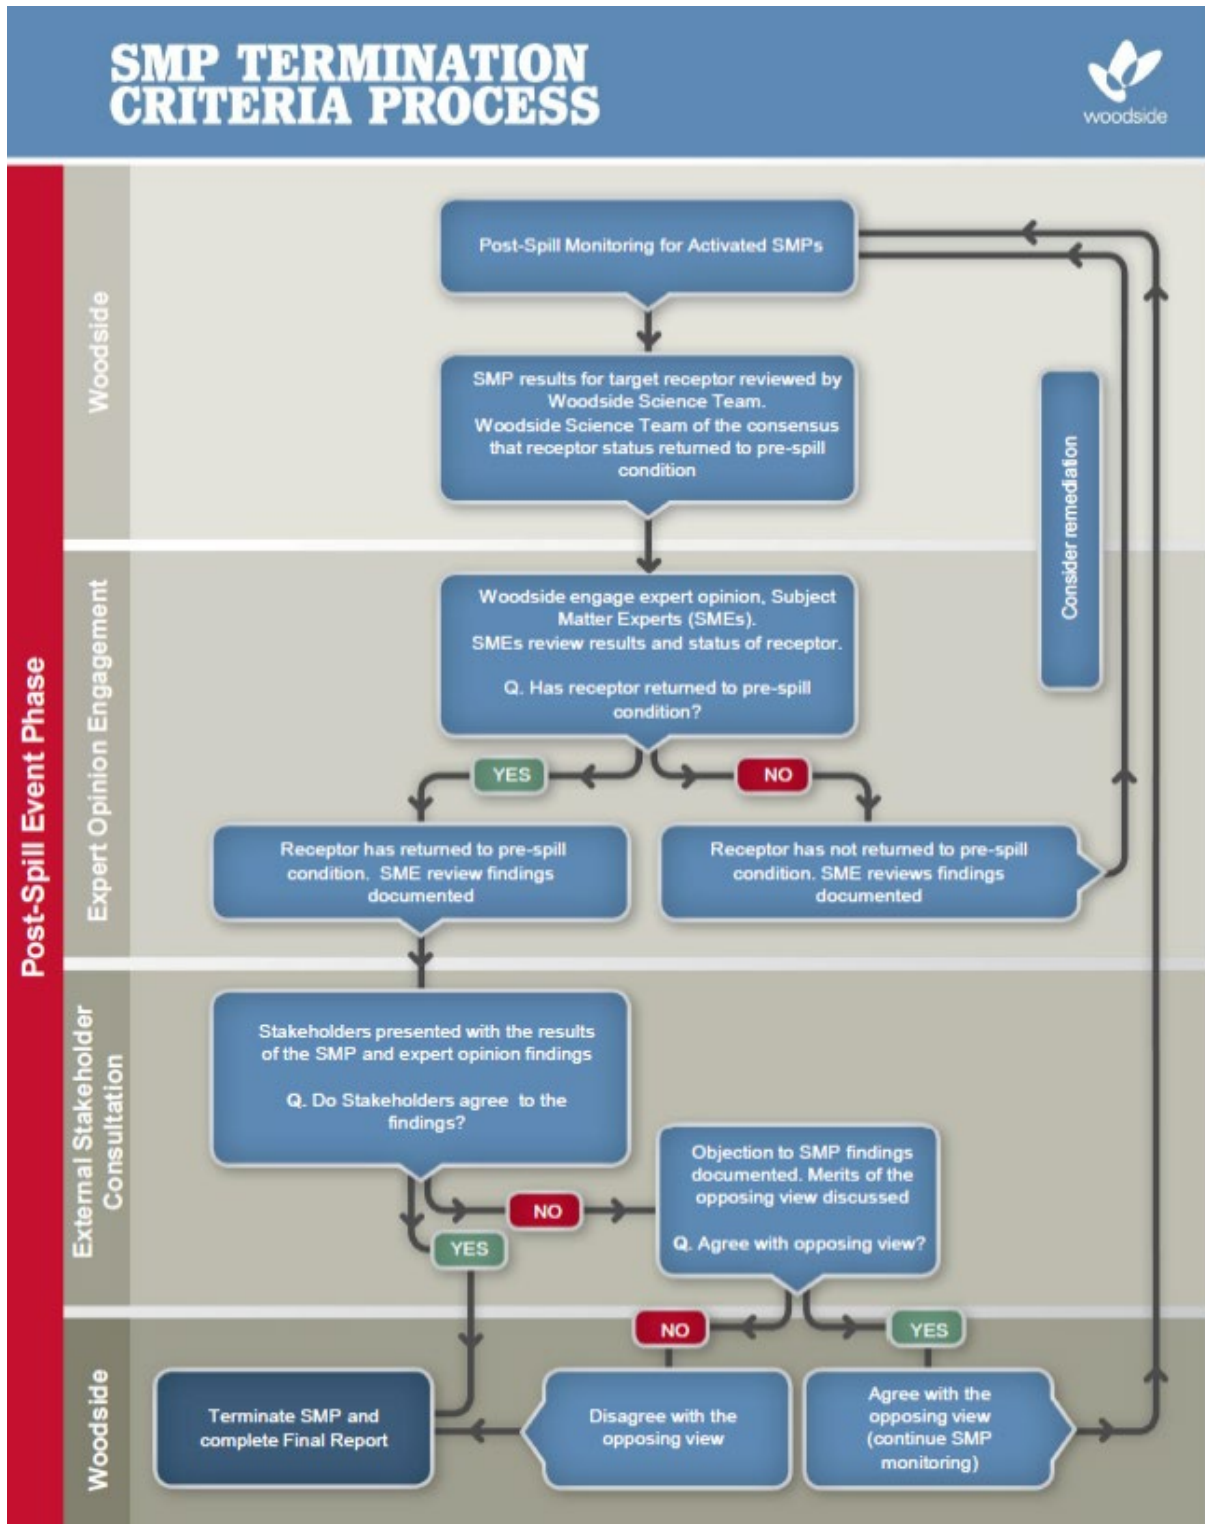 SMP TERMINATION
CRITERIA PROCESS
woodside
Post-Spill Event Phase
Woodside
Post-Spill Monitoring for Activated SMPs
SMP results for target receptor reviewed by
Woodside Science Team.
Woodside Science Team of the consensus
that receptor status returned to pre-spill
condition
Consider remediation
Expert Opinion Engagement
Woodside engage expert opinion, Subject
Matter Experts (SMEs).
SMEs review results and status of receptor.
Q. Has receptor returned to pre-spill
condition?
YES
NO
Receptor has returned to pre-spill
condition. SME review findings
documented
Receptor has not returned to pre-spill
condition. SME reviews findings
documented
External Stakeholder
Consultation
Stakeholders presented with the results
of the SMP and expert opinion findings
Q. Do Stakeholders agree to the
findings?
NO
YES
Objection to SMP findings
documented. Merits of the
opposing view discussed
Q. Agree with opposing view?
NO
YES
Woodside
Terminate SMP and
complete Final Report
Disagree with the
opposing view
Agree with the
opposing view
(continue SMP
monitoring)